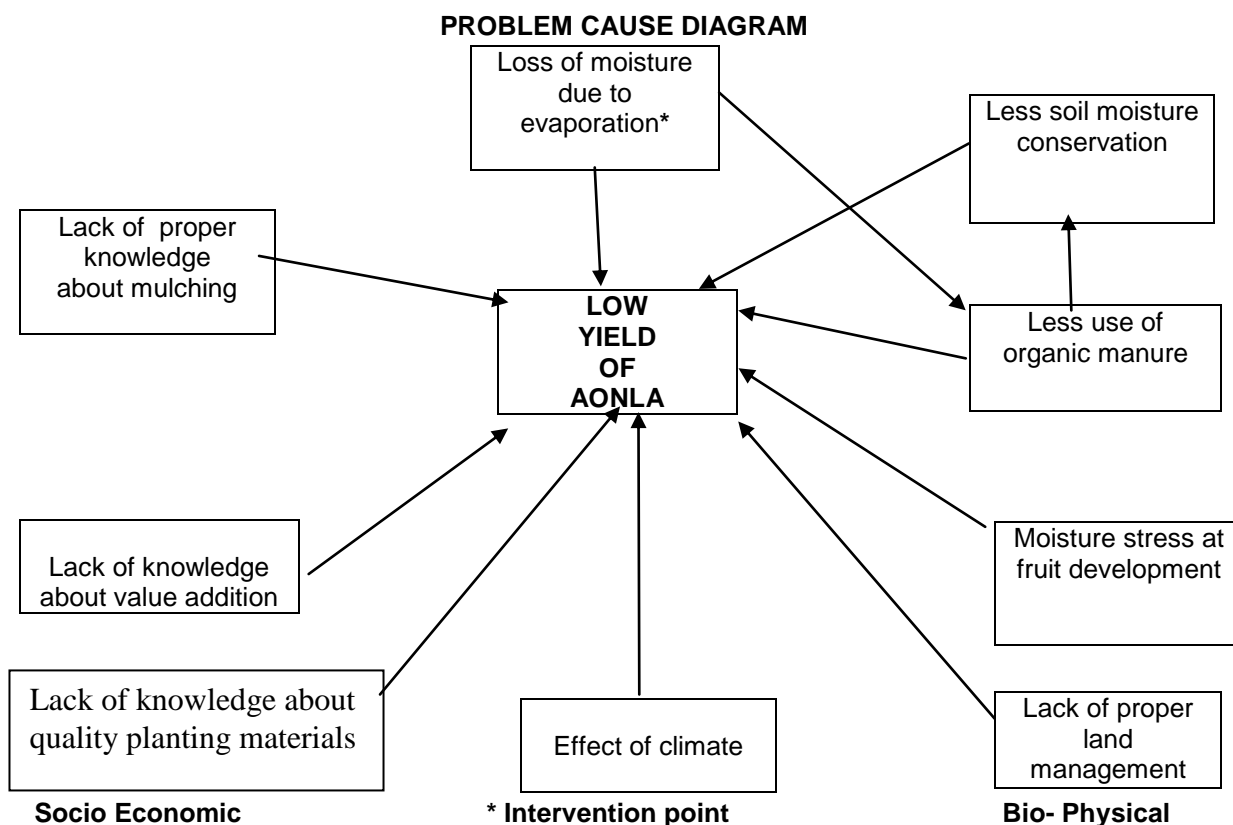 PROBLEM CAUSE DIAGRAM
Loss of moisture
due to
evaporation*
Less soil moisture
conservation
Lack of proper
knowledge
about mulching
LOW
YIELD
OF
AONLA
Less use of
organic manure
Lack of knowledge
about value addition
Moisture stress at
fruit development
Lack of knowledge about
quality planting materials
Effect of climate
Lack of proper
land
management
Socio Economic
* Intervention point
Bio- Physical